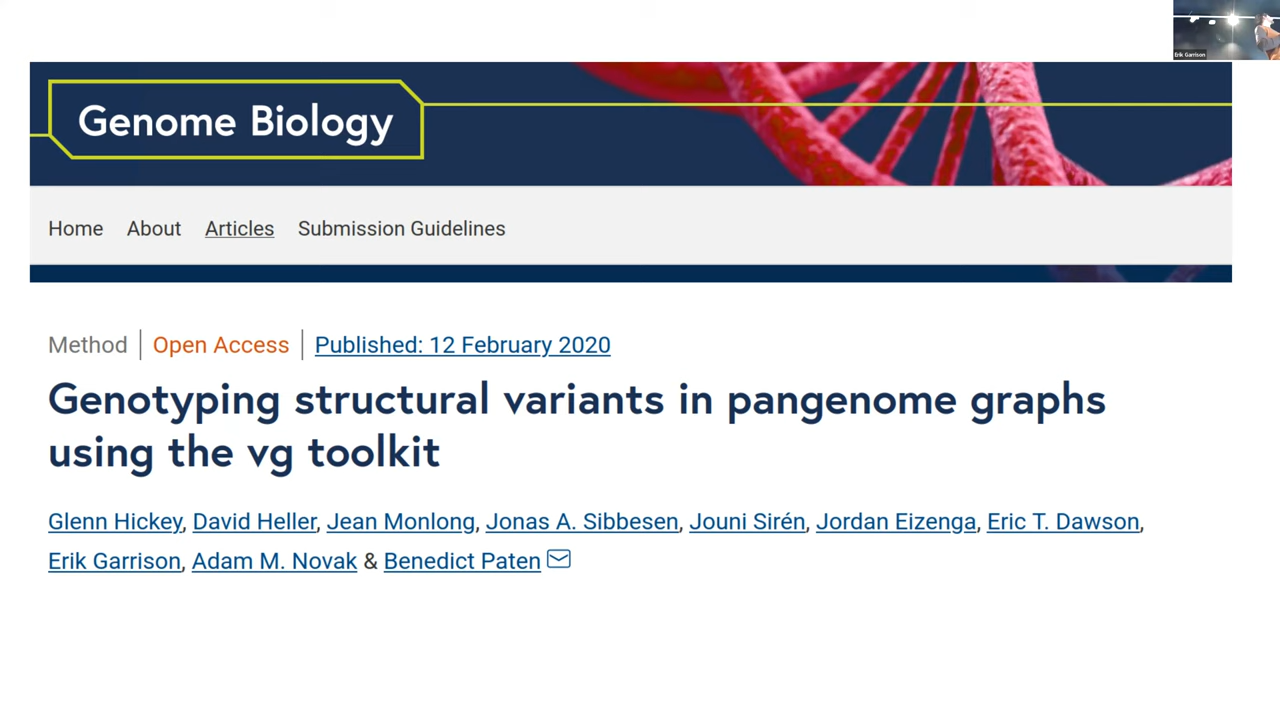 Erik Garrison
Genome Biology
Home About Articles Submission Guidelines
Method Open Access Published: 12 February 2020
Genotyping structural variants in pangenome graphs
using the vg toolkit
Glenn Hickey, David Heller, Jean Monlong, Jonas A. Sibbesen, Jouni Sirén, Jordan Eizenga, Eric T. Dawson,
Erik Garrison, Adam M. Novak & Benedict Paten